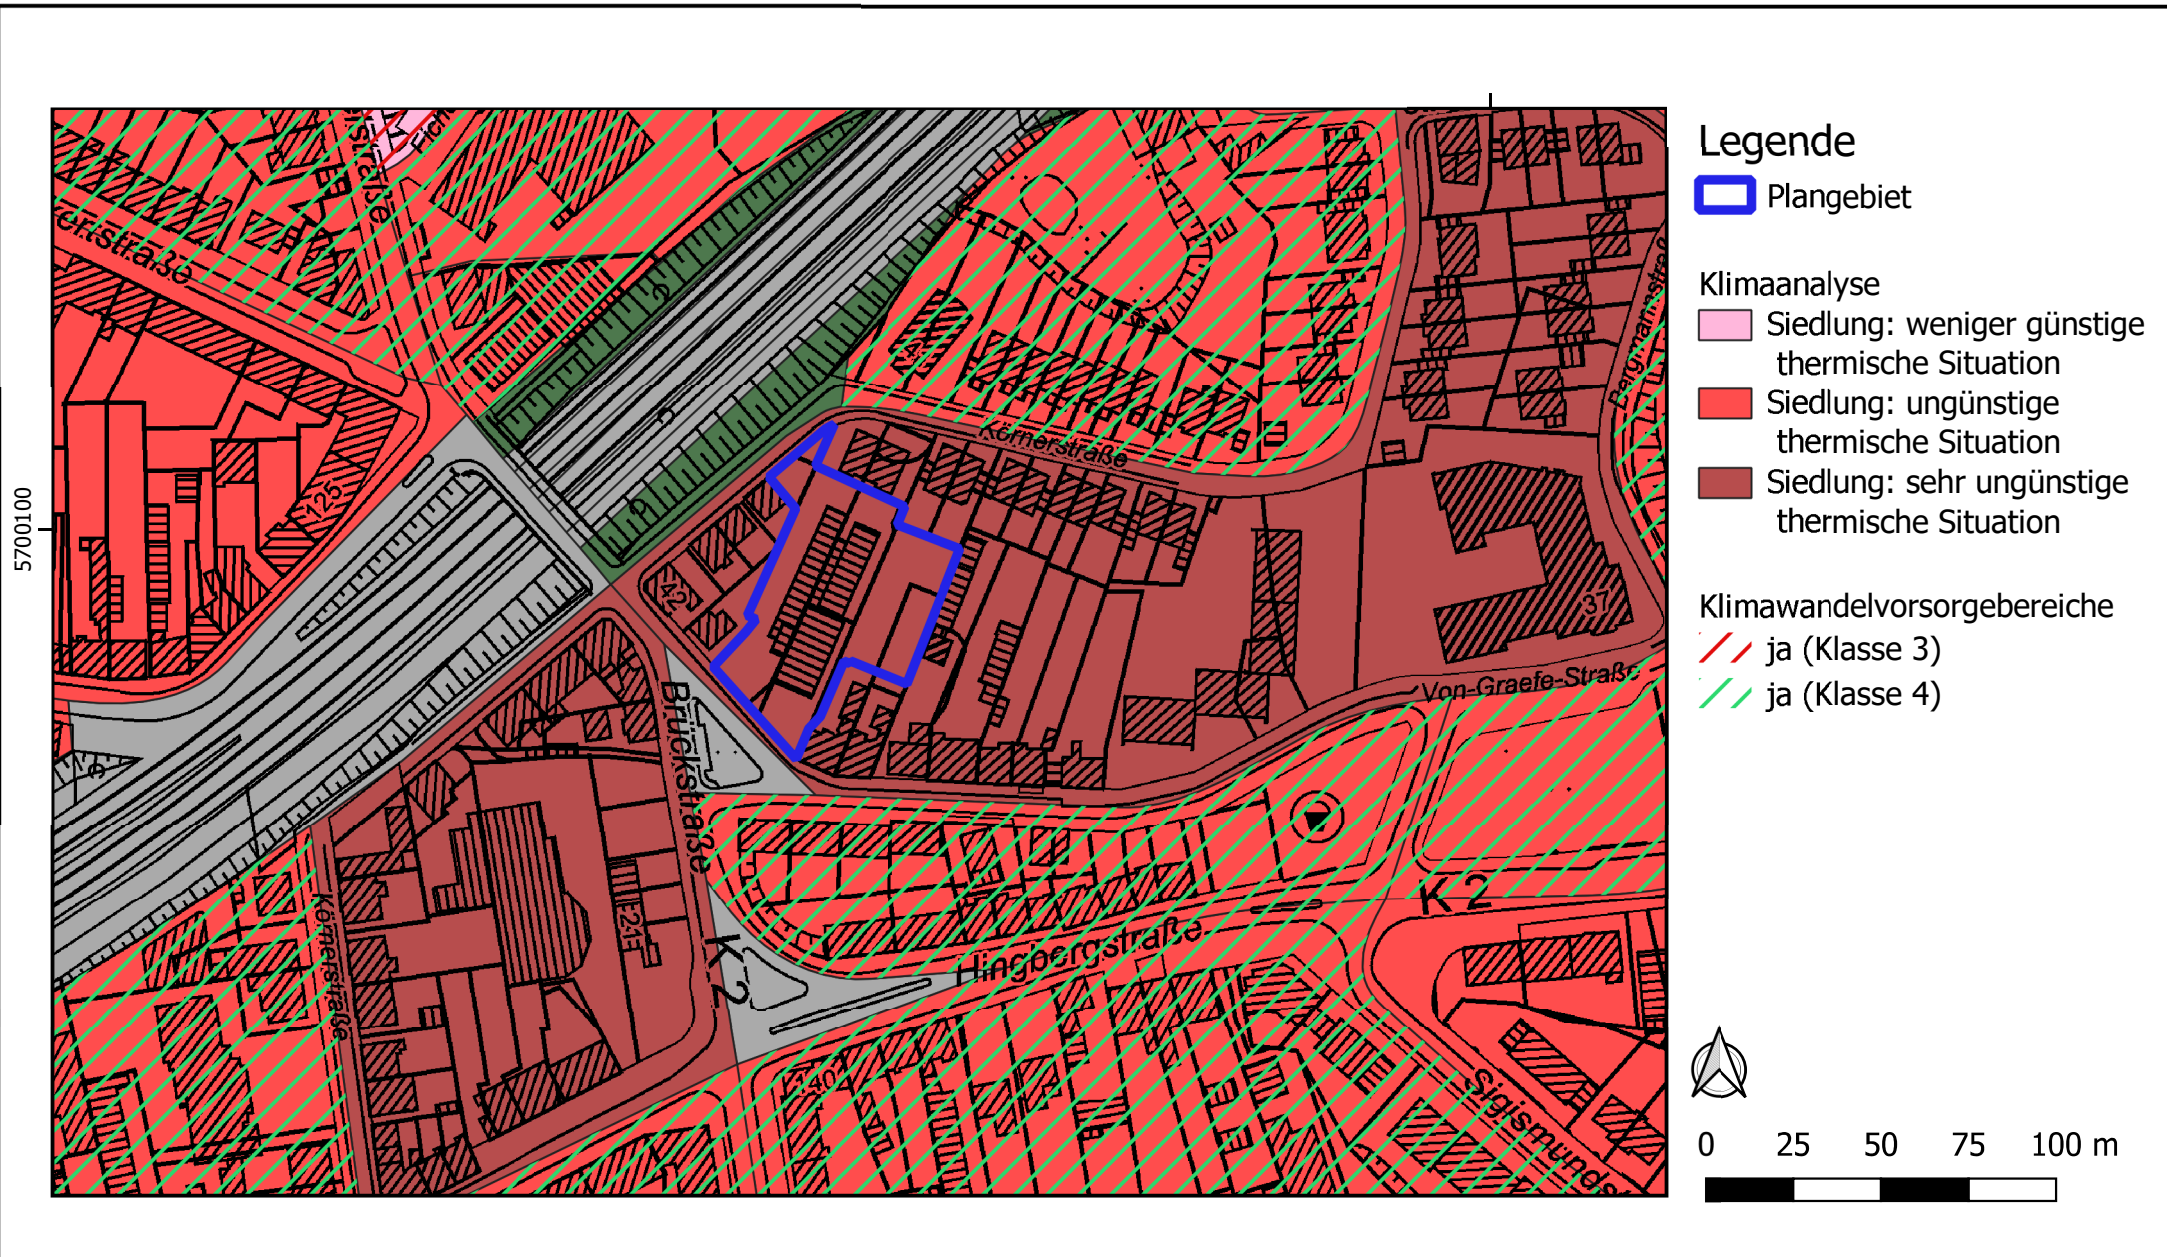 Legende
Plangebiet
Klimaanalyse
Siedlung: weniger günstige
thermische Situation
Siedlung: ungünstige
thermische Situation
Siedlung: sehr ungünstige
thermische Situation
Klimawandelvorsorgebereiche
ja (Klasse 3)
ja (Klasse 4)
0 25 50 75 100 m
5700100
125
Körnerstraße
42
37
Von-Graefe-Straße
Brückstraße
K 2
K 2
Hingbergstraße
Körnerstraße
140